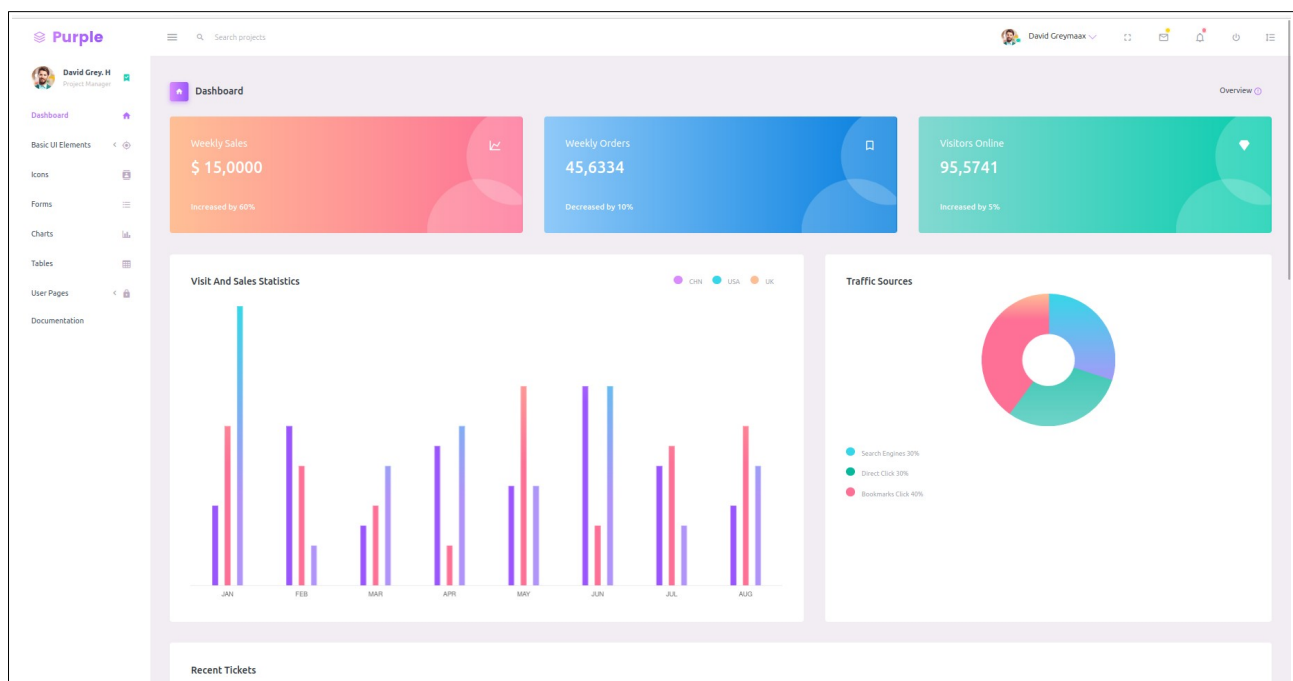 Purple
Search projects
David Greymaax
David Grey. H
Project Manager
Dashboard
Basic UI Elements
Icons
Forms
Charts
Tables
User Pages
Documentation
Dashboard
Overview
Weekly Sales
$ 15,0000
Increased by 60%
Weekly Orders
45,6334
Decreased by 10%
Visitors Online
95,5741
Increased by 5%
Visit And Sales Statistics
CHN USA UK
JAN FEB MAR APR MAY JUN JUL AUG
Traffic Sources
Search Engines 30%
Direct Click 30%
Bookmarks Click 40%
Recent Tickets